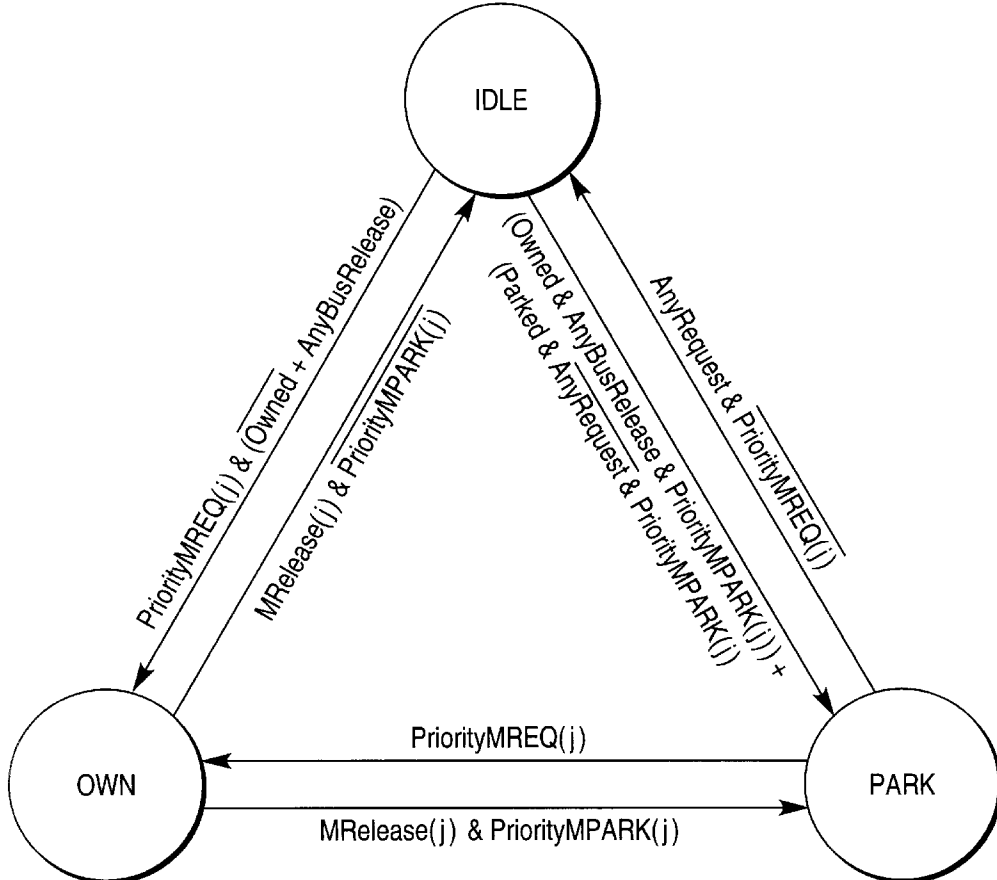 IDLE
PriorityMREQ(j) & (Owned + AnyBusRelease)
MRelease(j) & PriorityMPARK(j)
(Owned & AnyBusRelease & PriorityMPARK(j)) +
(Parked & AnyRequest & PriorityMPARK(j)
AnyRequest & PriorityMREQ(j)
PriorityMREQ(j)
OWN
PARK
MRelease(j) & PriorityMPARK(j)